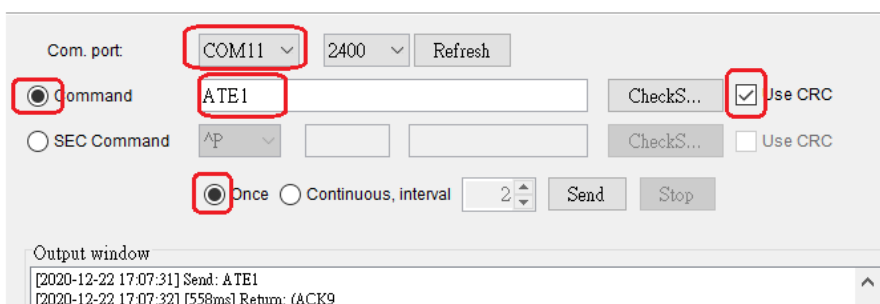 Com. port: COM11 2400 Refresh
Command ATE1 CheckS... Use CRC
SEC Command ^P CheckS... Use CRC
Once Continuous, interval 2 Send Stop
Output window
[2020-12-22 17:07:31] Send: ATE1
[2020-12-22 17:07:32] [558ms] Return: (ACK9